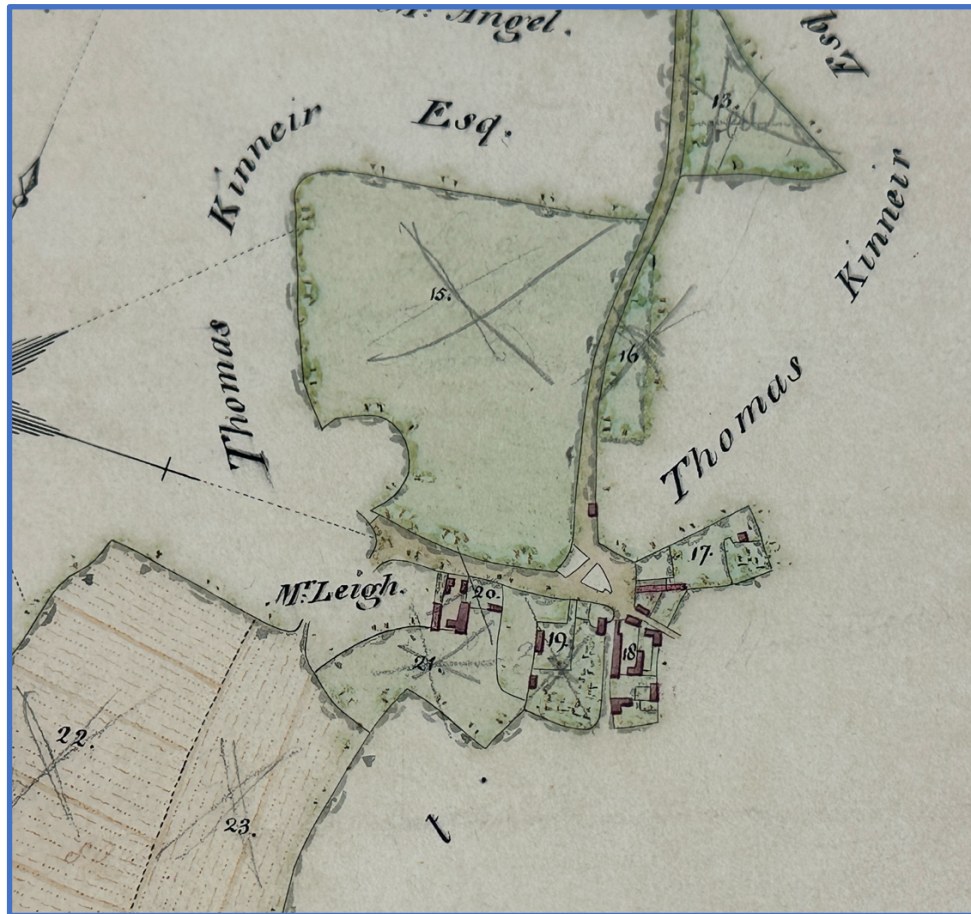 Mr. Angel.
Esq.
Kinneir
Esq.
13.
Kinneir
15.
16
Thomas
Thomas
17.
Mr. Leigh.
20.
19.
18
21.
22.
23.
t